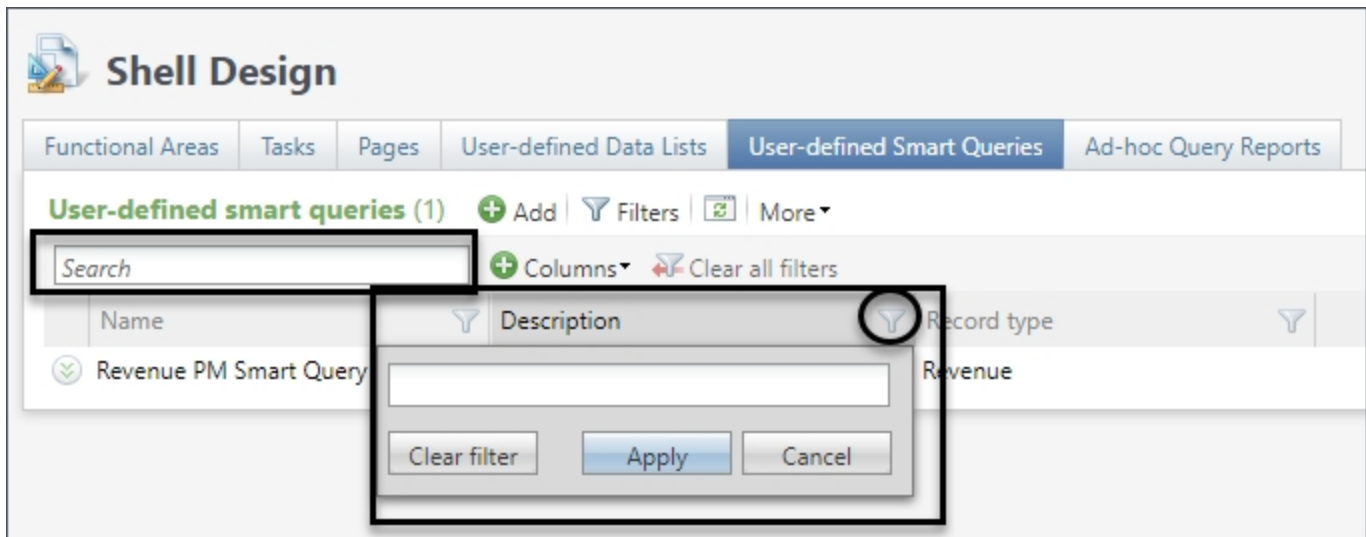 Shell Design
Functional Areas Tasks Pages User-defined Data Lists User-defined Smart Queries Ad-hoc Query Reports
User-defined smart queries (1) Add Filters More
Search Columns Clear all filters
Name Description Record type
Revenue PM Smart Query Revenue
Clear filter Apply Cancel